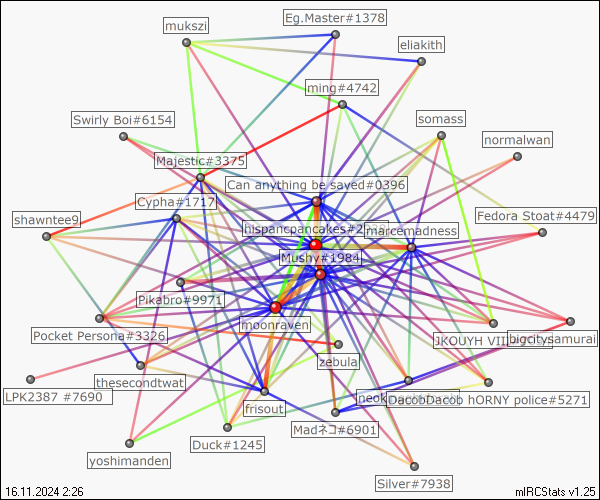 Eg.Master#1378
mukszi
eliakith
ming#4742
Swirly Boi#6154
somass
normalwan
Majestic#3375
Can anything be sayed#0396
Cypha#1717
shawntee9
Fedora Stoat#4479
hispancpancakes#2
marcemadness
Mushy#1984
Pikabro#9971
moonraven
Pocket Persona#3326
JKOUYH VII
bigcitysamurai
zebula
thesecondtwat
LPK2387 #7690
frisout
neok
DacobDacob hORNY police#5271
Madネコ#6901
Duck#1245
yoshimanden
Silver#7938
16.11.2024 2:26
mIRCStats v1.25